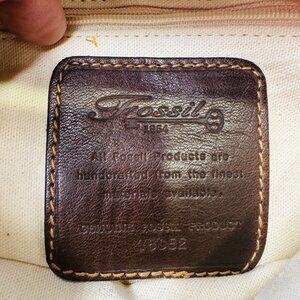 Fossil
1954
All Fossil Products are
handcrafted from the finest
materials available.
GENUINE FOSSIL PRODUCT